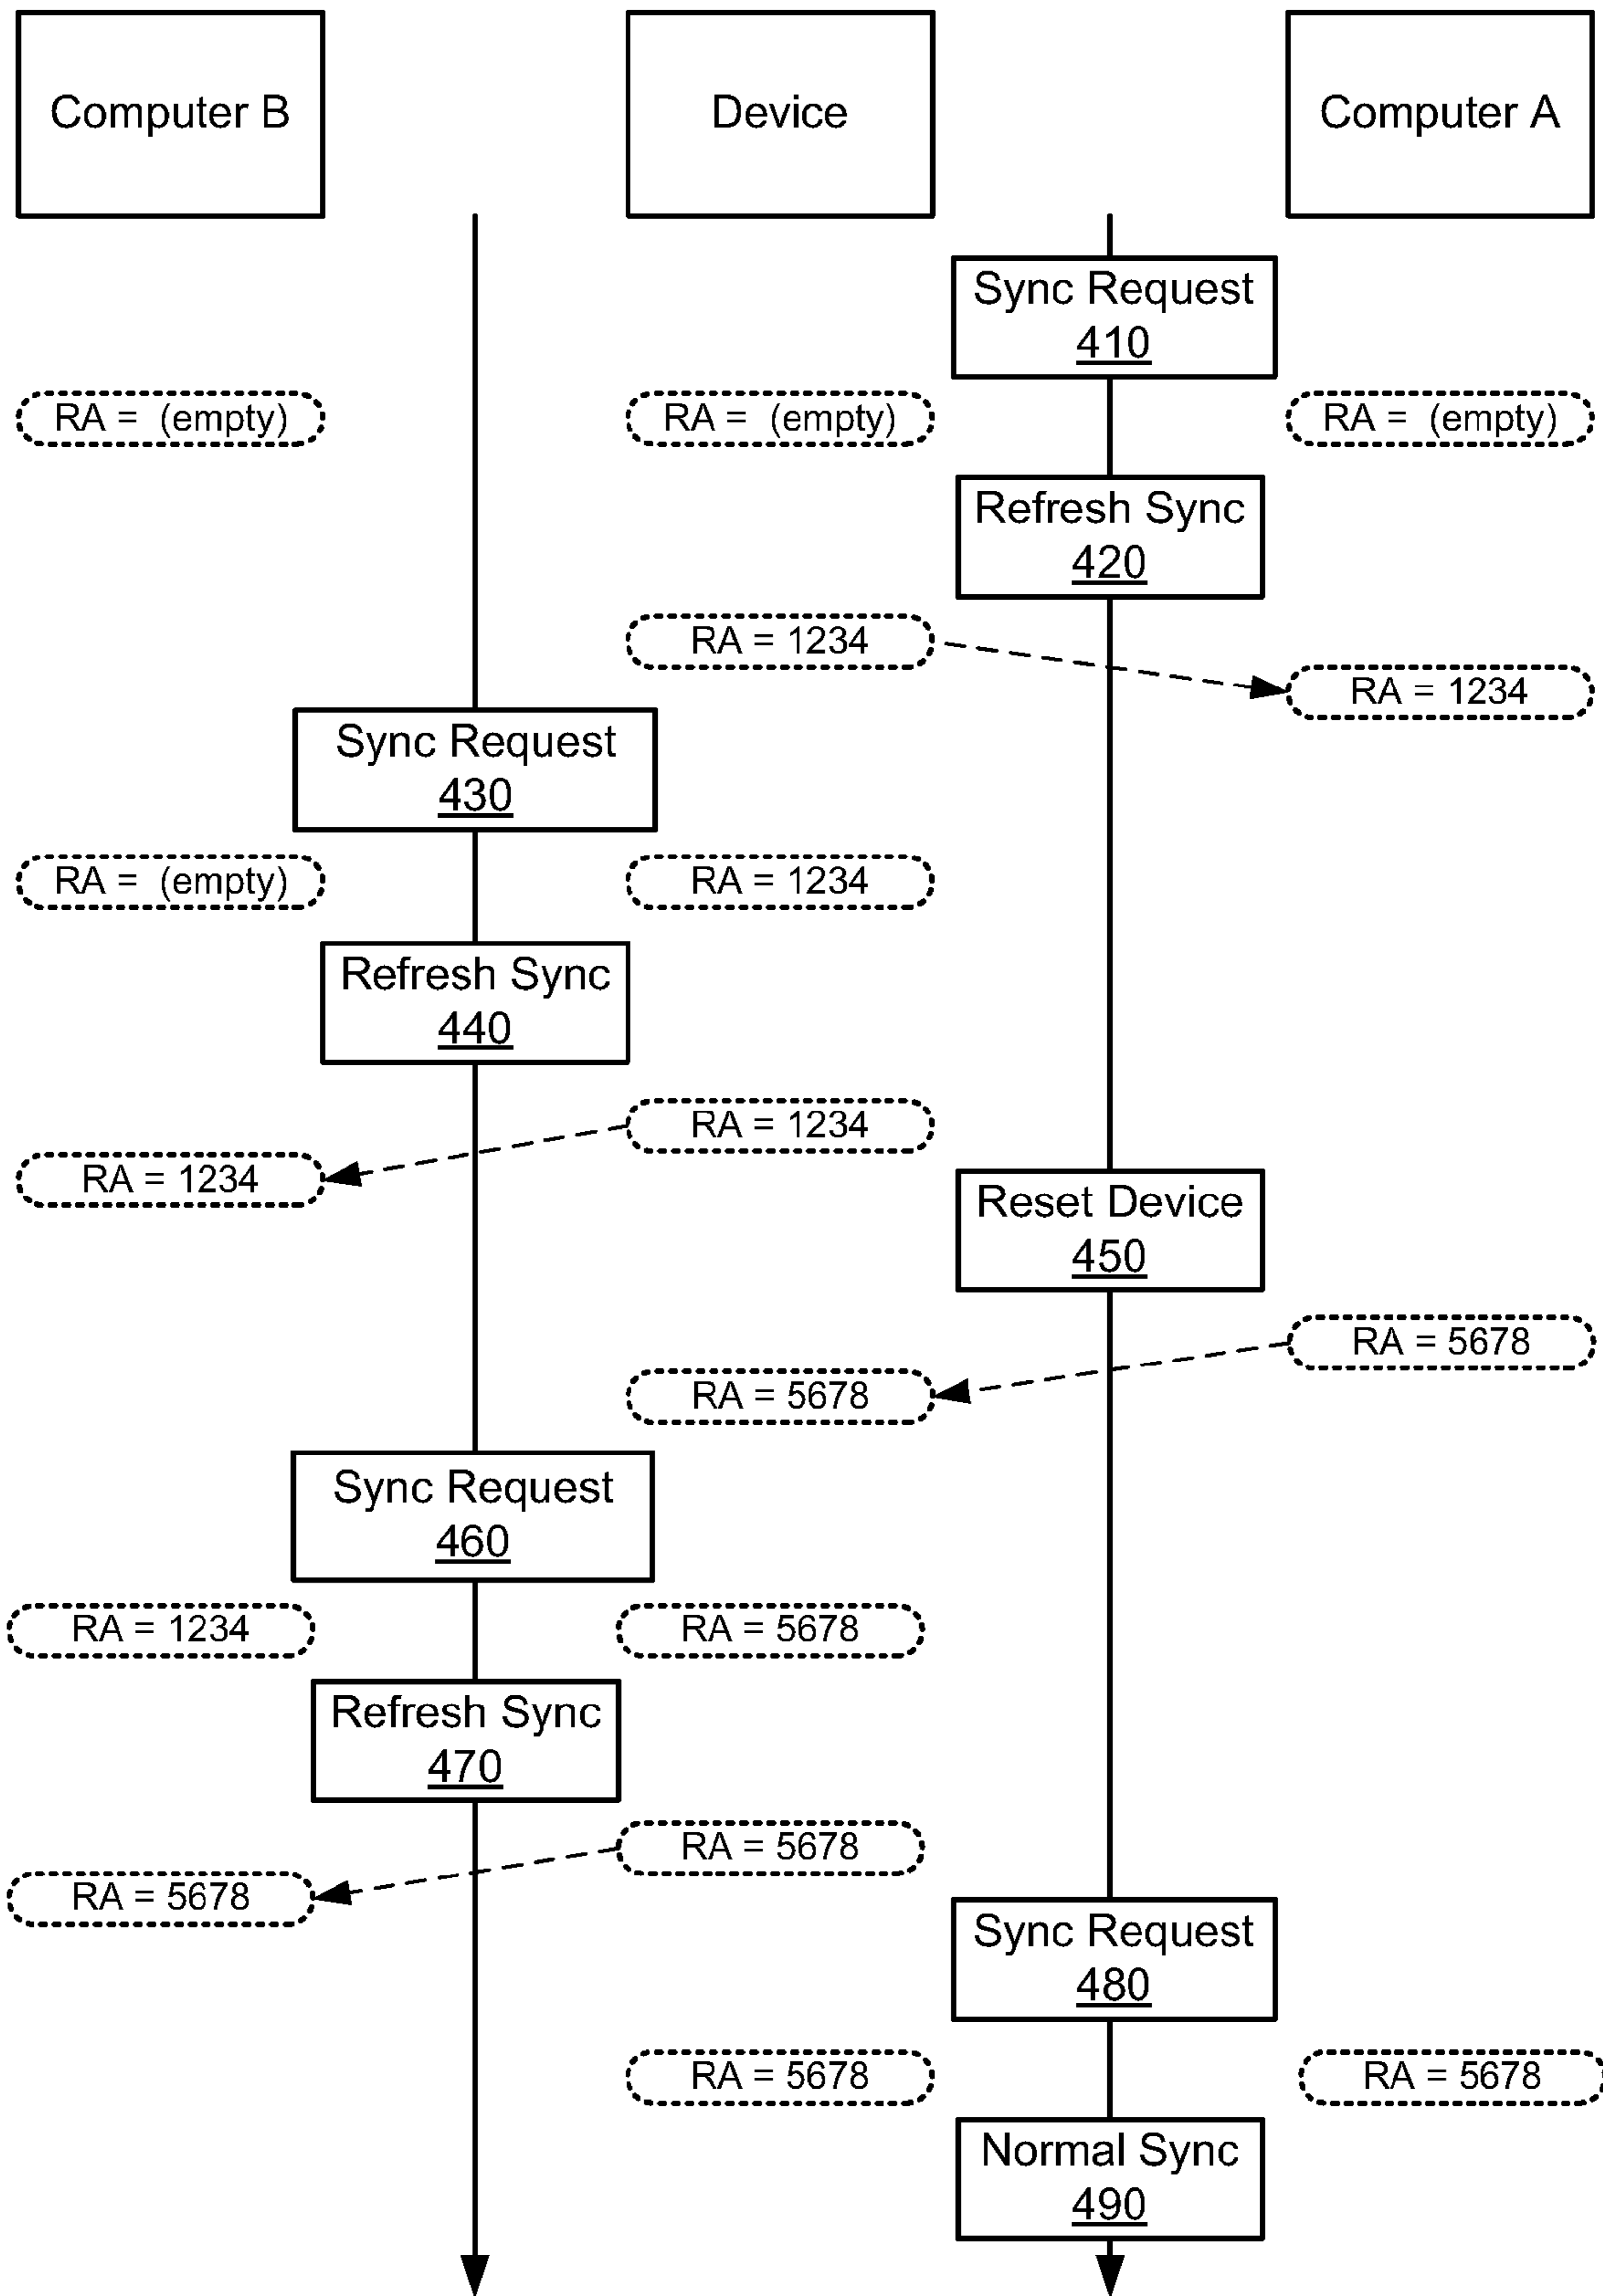 Computer B
Device
Computer A
Sync Request
410
RA = (empty)
RA = (empty)
RA = (empty)
Refresh Sync
420
RA = 1234
RA = 1234
Sync Request
430
RA = (empty)
RA = 1234
Refresh Sync
440
RA = 1234
RA = 1234
Reset Device
450
RA = 5678
RA = 5678
Sync Request
460
RA = 1234
RA = 5678
Refresh Sync
470
RA = 5678
RA = 5678
Sync Request
480
RA = 5678
RA = 5678
Normal Sync
490